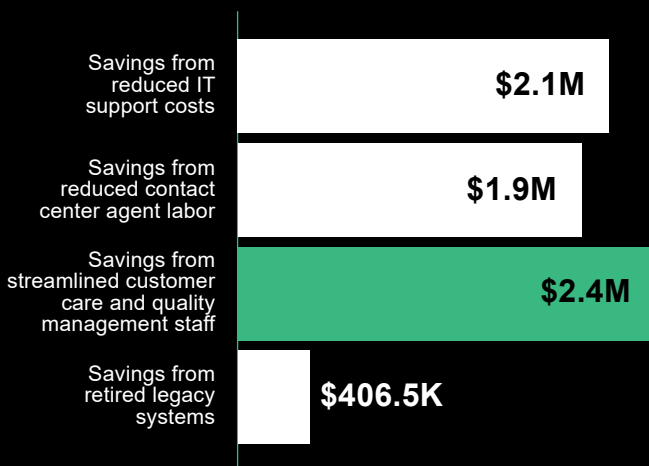 Savings from
reduced IT
support costs
$2.1M
Savings from
reduced contact
center agent labor
$1.9M
Savings from
streamlined customer
care and quality
management staff
$2.4M
Savings from
retired legacy
systems
$406.5K